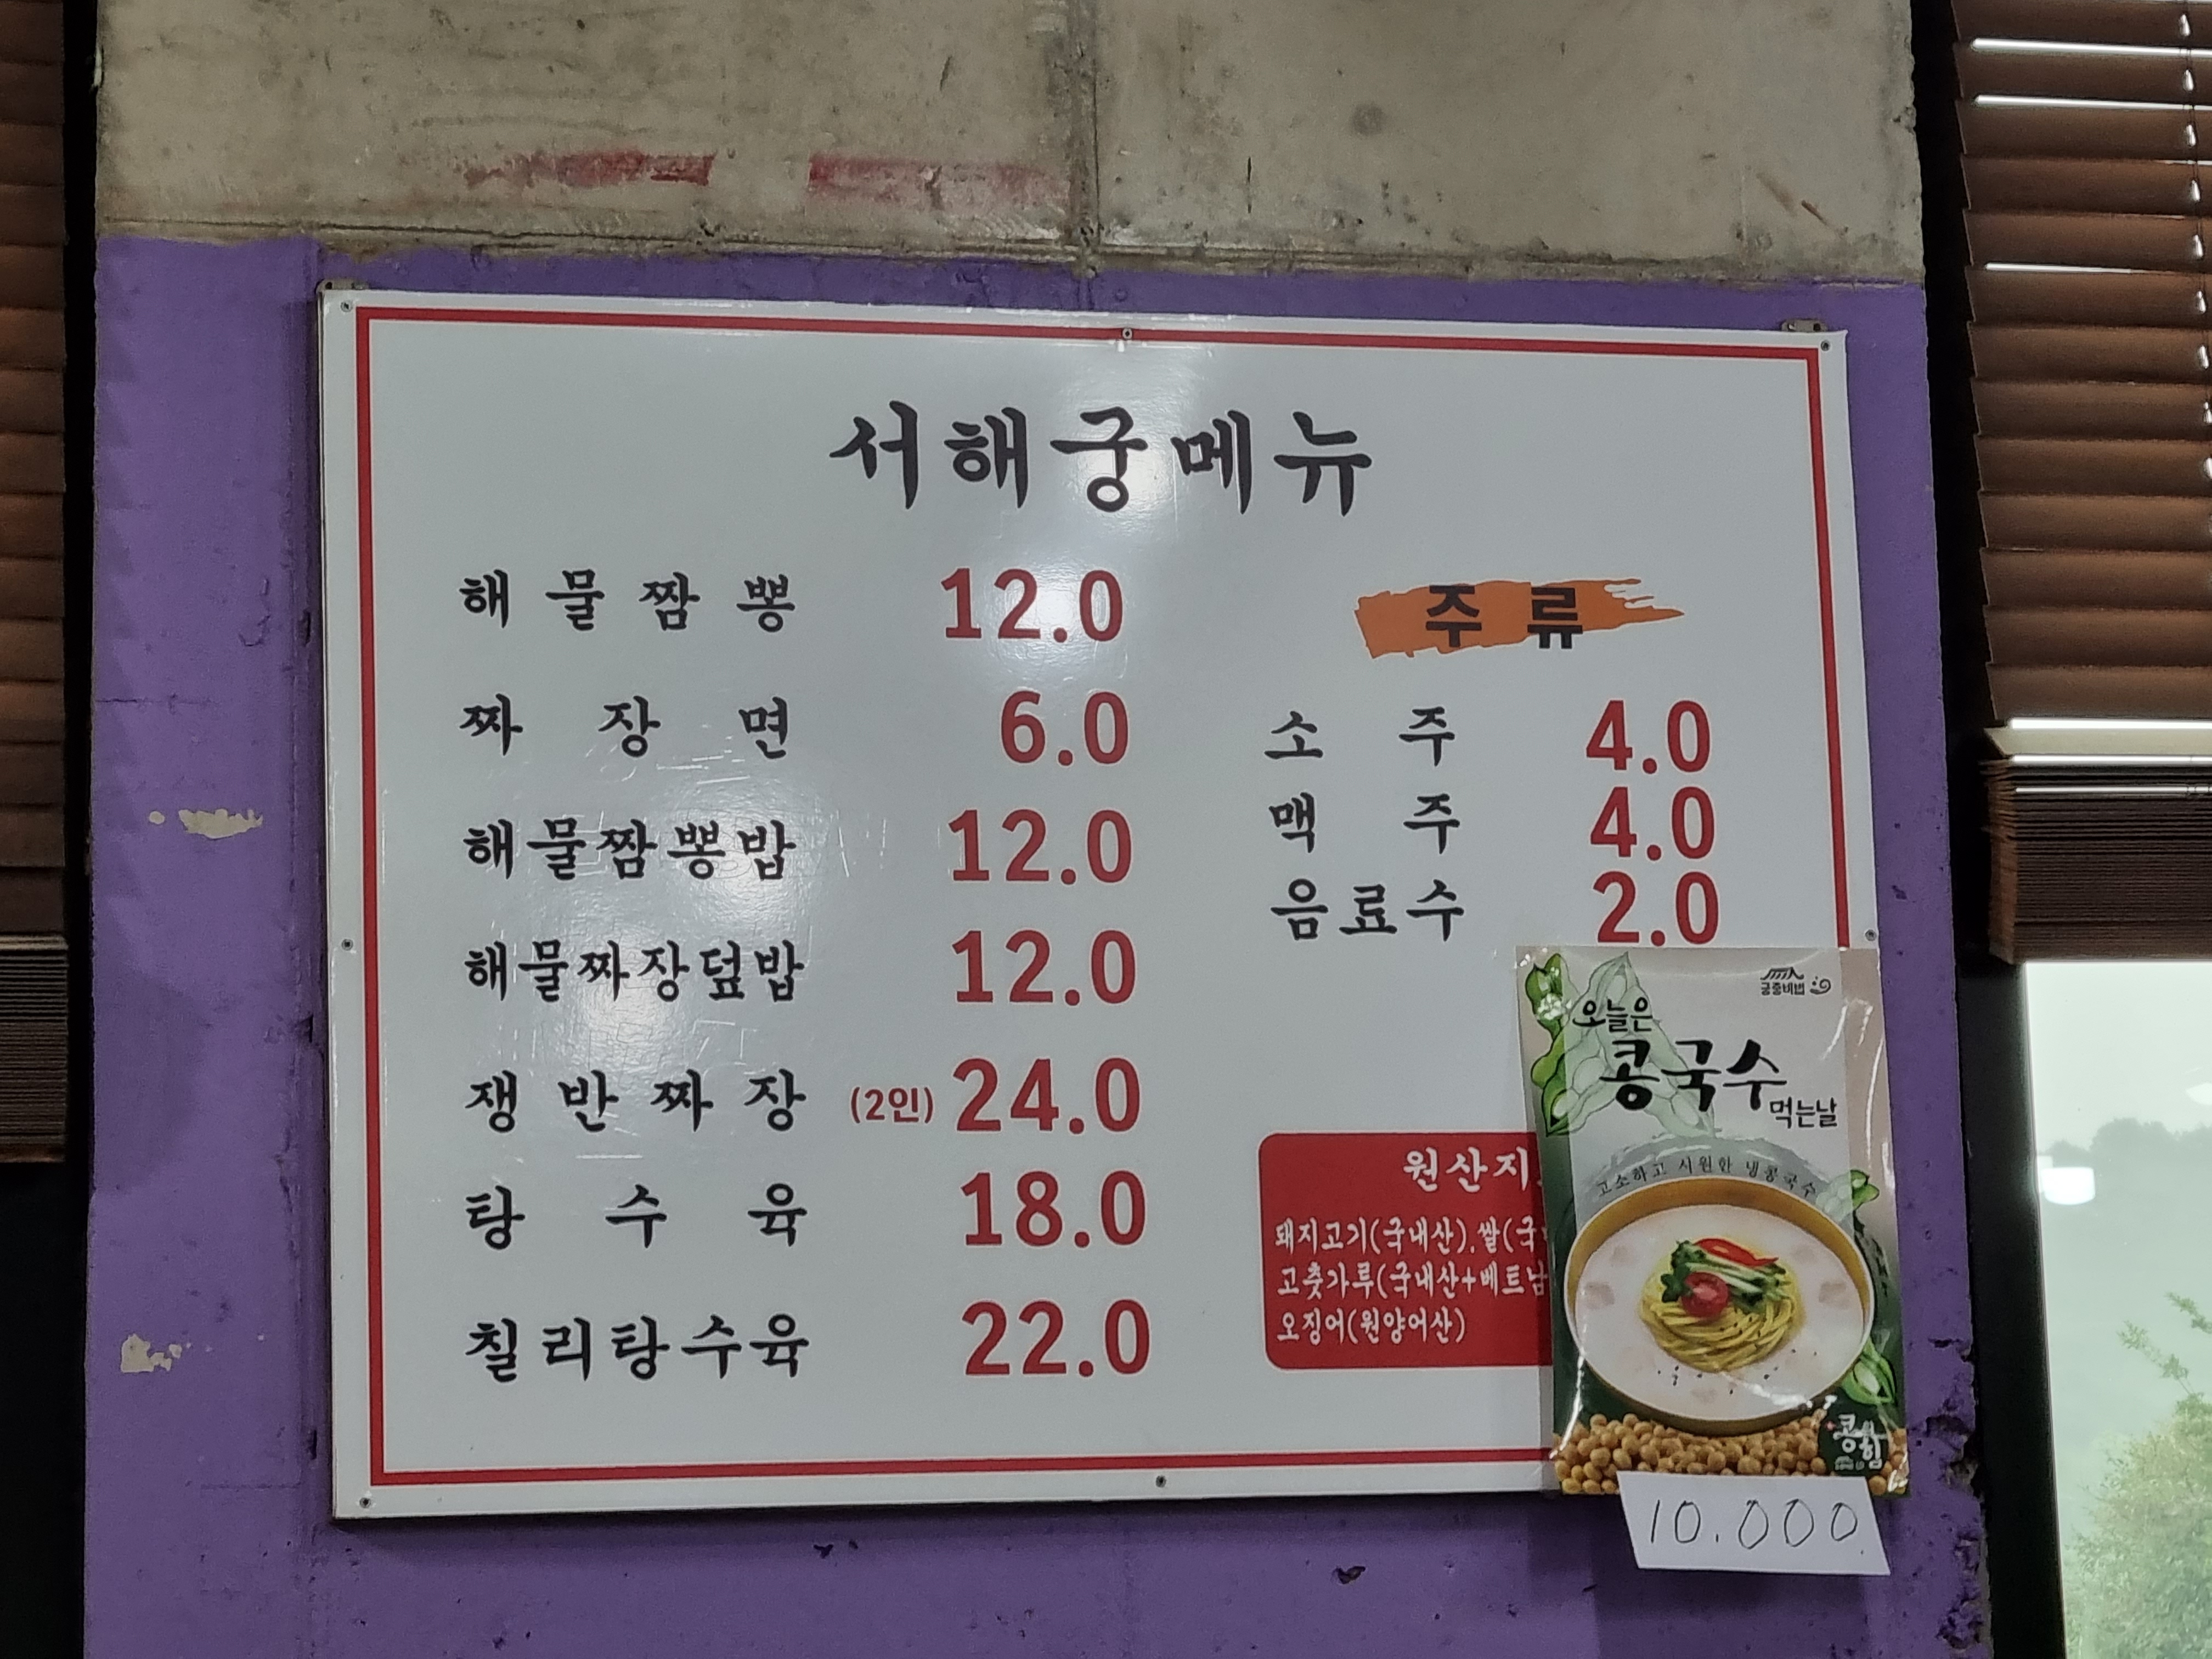 서해궁메뉴
해물짬뽕 12.0
짜장면 6.0
해물짬뽕밥 12.0
해물짜장덮밥 12.0
쟁반짜장 (2인) 24.0
탕수육 18.0
칠리탕수육 22.0
주류
소주 4.0
맥주 4.0
음료수 2.0
원산지
돼지고기(국내산),쌀(국
고춧가루(국내산+베트남
오징어(원양어산)
궁중비법
오늘은
콩국수
먹는날
고소하고 시원한 냉콩국수
콩의힘
10.000.